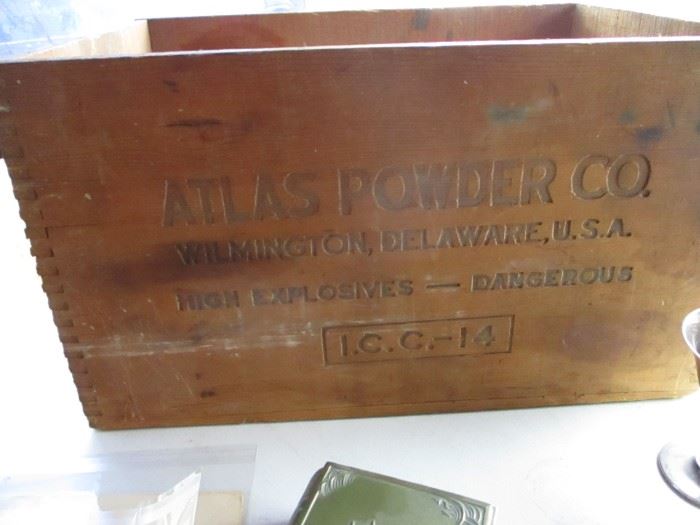 ATLAS POWDER CO.
WILMINGTON, DELAWARE, U.S.A.
HIGH EXPLOSIVES — DANGEROUS
I.C.C.-14